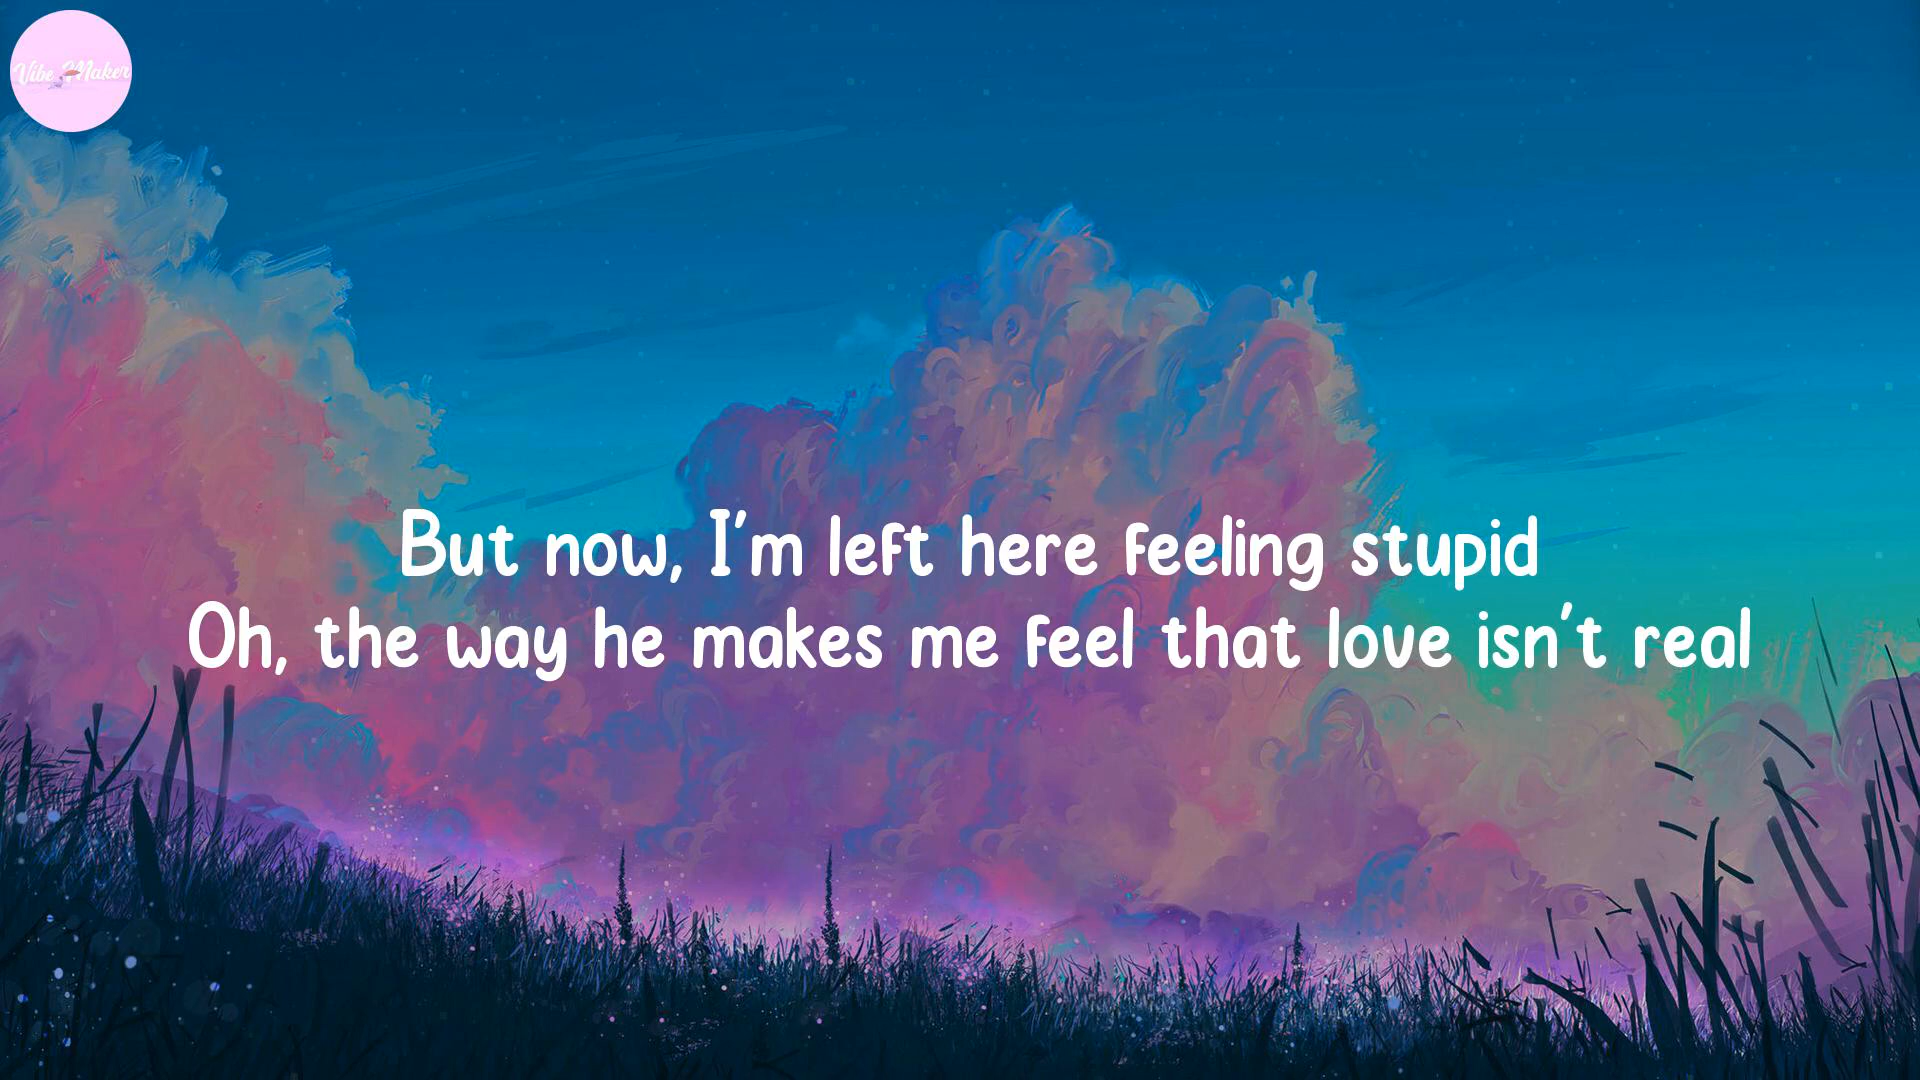 Vibe Maker
But now, I'm left here feeling stupid
Oh, the way he makes me feel that love isn't real